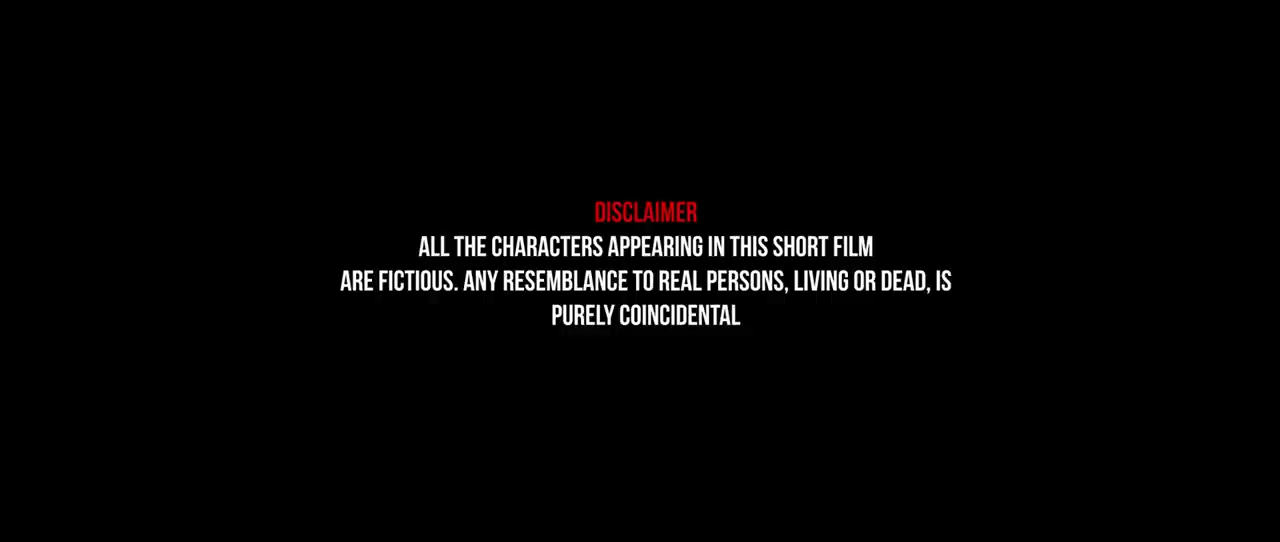 DISCLAIMER
ALL THE CHARACTERS APPEARING IN THIS SHORT FILM
ARE FICTIOUS. ANY RESEMBLANCE TO REAL PERSONS, LIVING OR DEAD, IS
PURELY COINCIDENTAL